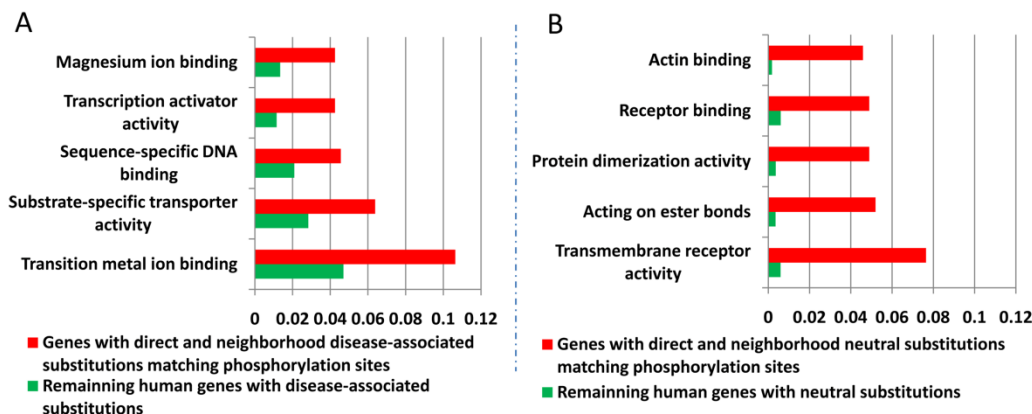 A
Magnesium ion binding
Transcription activator
activity
Sequence-specific DNA
binding
Substrate-specific transporter
activity
Transition metal ion binding
0 0.02 0.04 0.06 0.08 0.1 0.12
Genes with direct and neighborhood disease-associated
substitutions matching phosphorylation sites
Remainning human genes with disease-associated
substitutions
B
Actin binding
Receptor binding
Protein dimerization activity
Acting on ester bonds
Transmembrane receptor
activity
0 0.02 0.04 0.06 0.08 0.1 0.12
Genes with direct and neighborhood neutral substitutions
matching phosphorylation sites
Remainning human genes with neutral substitutions